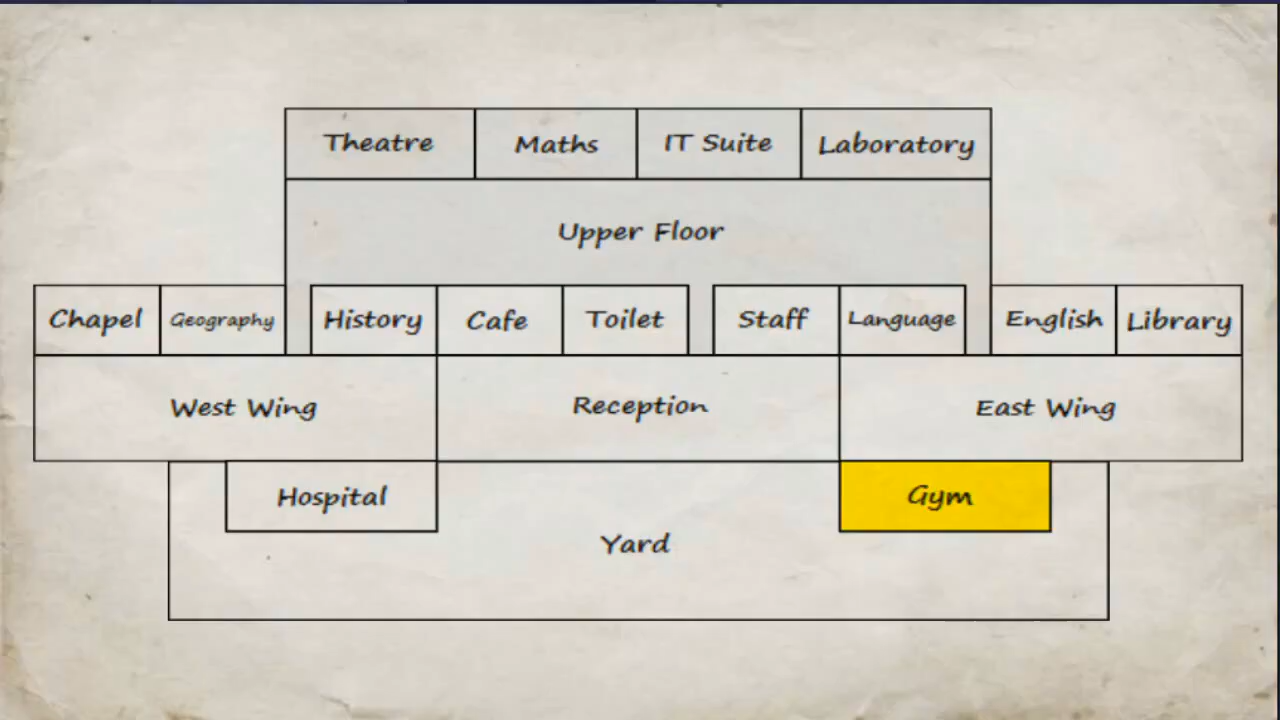 Theatre
Maths
IT Suite
Laboratory
Upper Floor
Chapel
Geography
History
Cafe
Toilet
Staff
Language
English
Library
West Wing
Reception
East Wing
Hospital
Gym
Yard